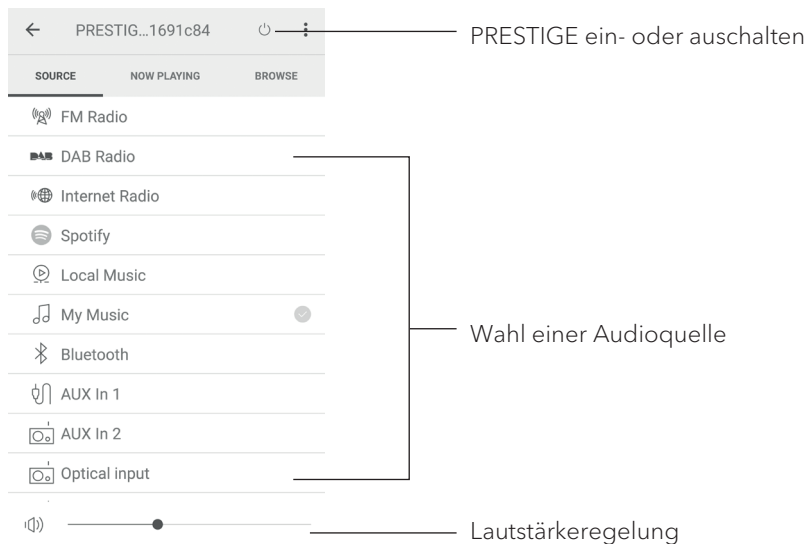 PRESTIG...1691c84
PRESTIGE ein- oder auschalten
SOURCE NOW PLAYING BROWSE
FM Radio
DAB DAB Radio
Internet Radio
Spotify
Local Music
My Music
Wahl einer Audioquelle
Bluetooth
AUX In 1
AUX In 2
Optical input
Lautstärkeregelung